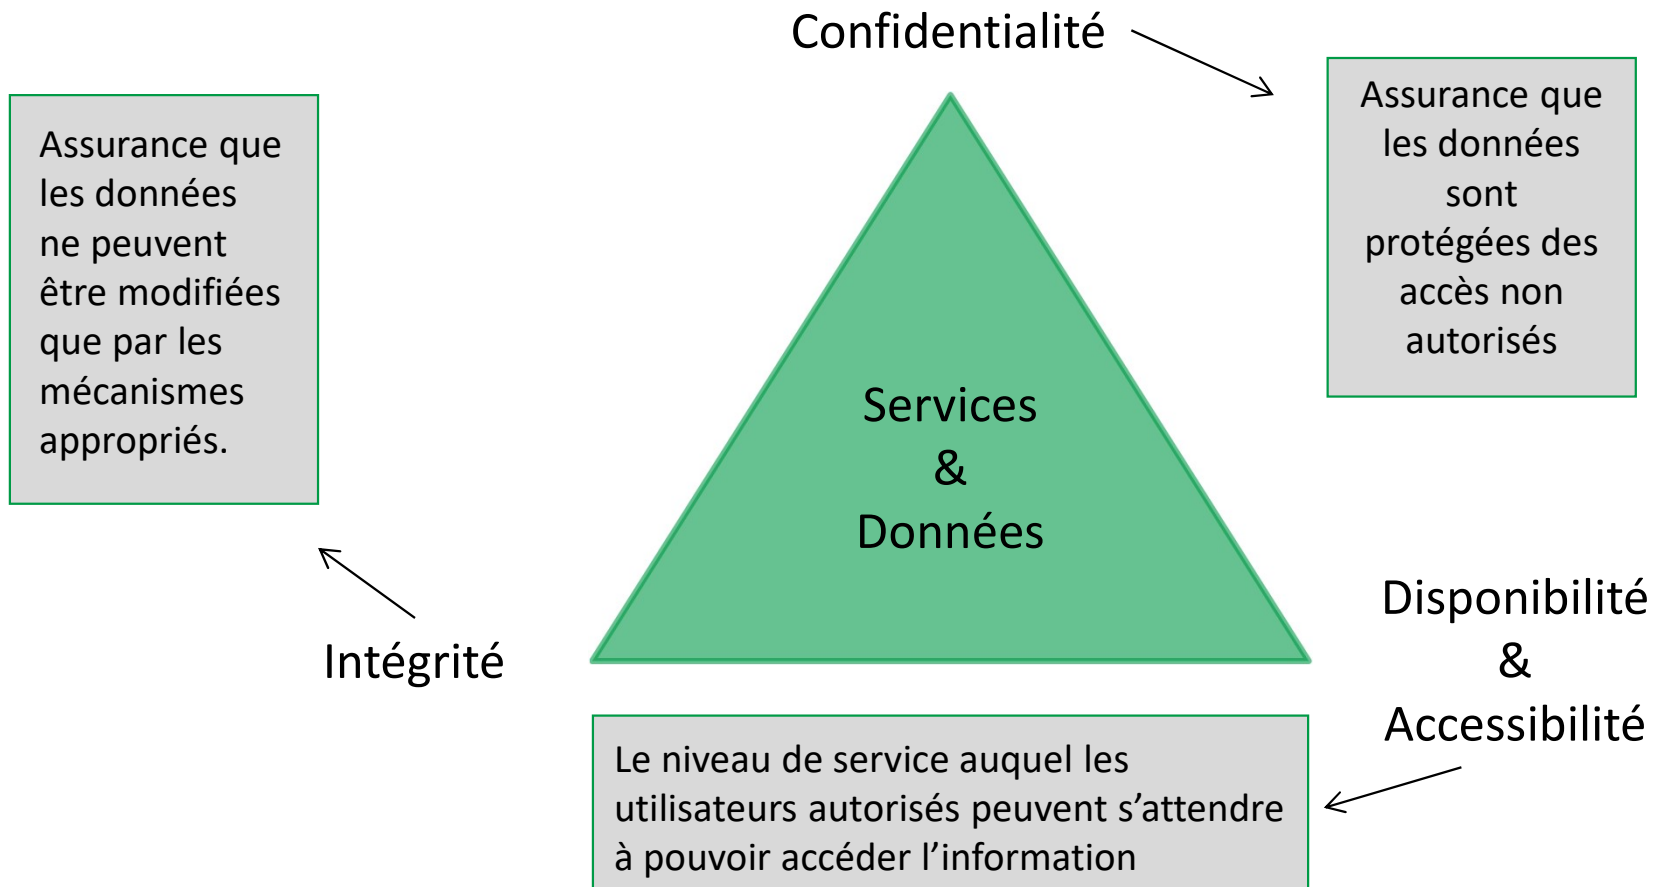 Confidentialité
Assurance que
les données
sont
protégées des
accès non
autorisés
Assurance que
les données
ne peuvent
être modifiées
que par les
mécanismes
appropriés.
Services
&
Données
Intégrité
Disponibilité
&
Accessibilité
Le niveau de service auquel les
utilisateurs autorisés peuvent s’attendre
à pouvoir accéder l’information